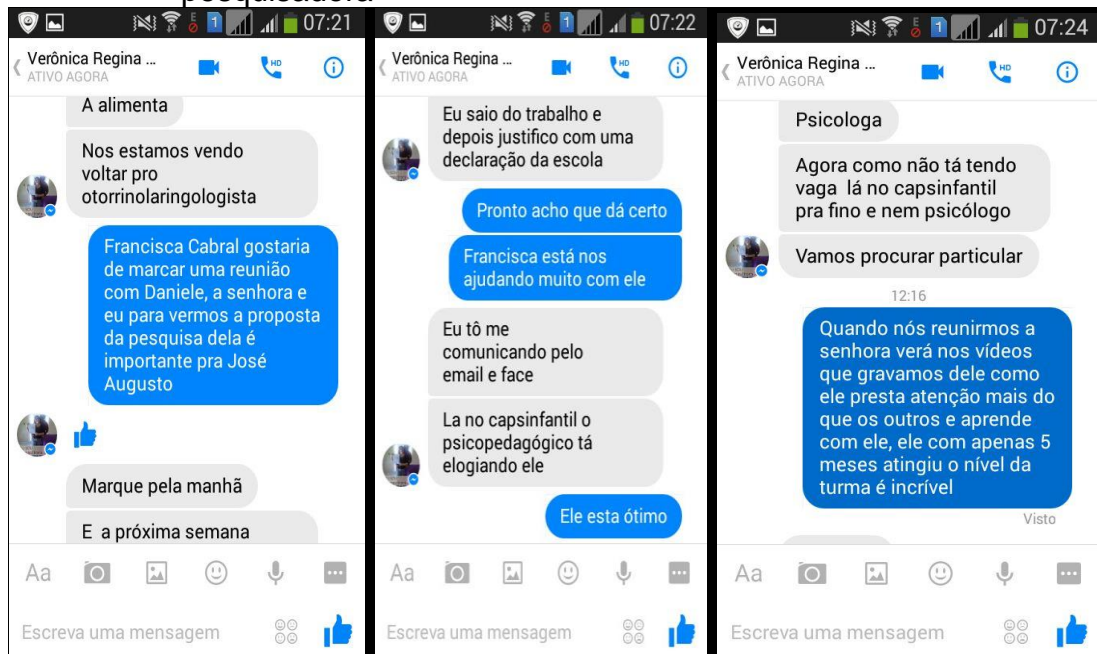 pesquisadora
07:21
Verônica Regina ...
ATIVO AGORA
HD
A alimenta
Nos estamos vendo
voltar pro
otorrinolaringologista
Francisca Cabral gostaria
de marcar uma reunião
com Daniele, a senhora e
eu para vermos a proposta
da pesquisa dela é
importante pra José
Augusto
Marque pela manhã
E a próxima semana
Aa
Escreva uma mensagem
07:22
Verônica Regina ...
ATIVO AGORA
HD
Eu saio do trabalho e
depois justifico com uma
declaração da escola
Pronto acho que dá certo
Francisca está nos
ajudando muito com ele
Eu tô me
comunicando pelo
email e face
La no capsinfantil o
psicopedagógico tá
elogiando ele
Ele esta ótimo
Aa
Escreva uma mensagem
07:24
Verônica Regina ...
ATIVO AGORA
HD
Psicologa
Agora como não tá tendo
vaga lá no capsinfantil
pra fino e nem psicólogo
Vamos procurar particular
12:16
Quando nós reunirmos a
senhora verá nos vídeos
que gravamos dele como
ele presta atenção mais do
que os outros e aprende
com ele, ele com apenas 5
meses atingiu o nível da
turma é incrível
Visto
Aa
Escreva uma mensagem